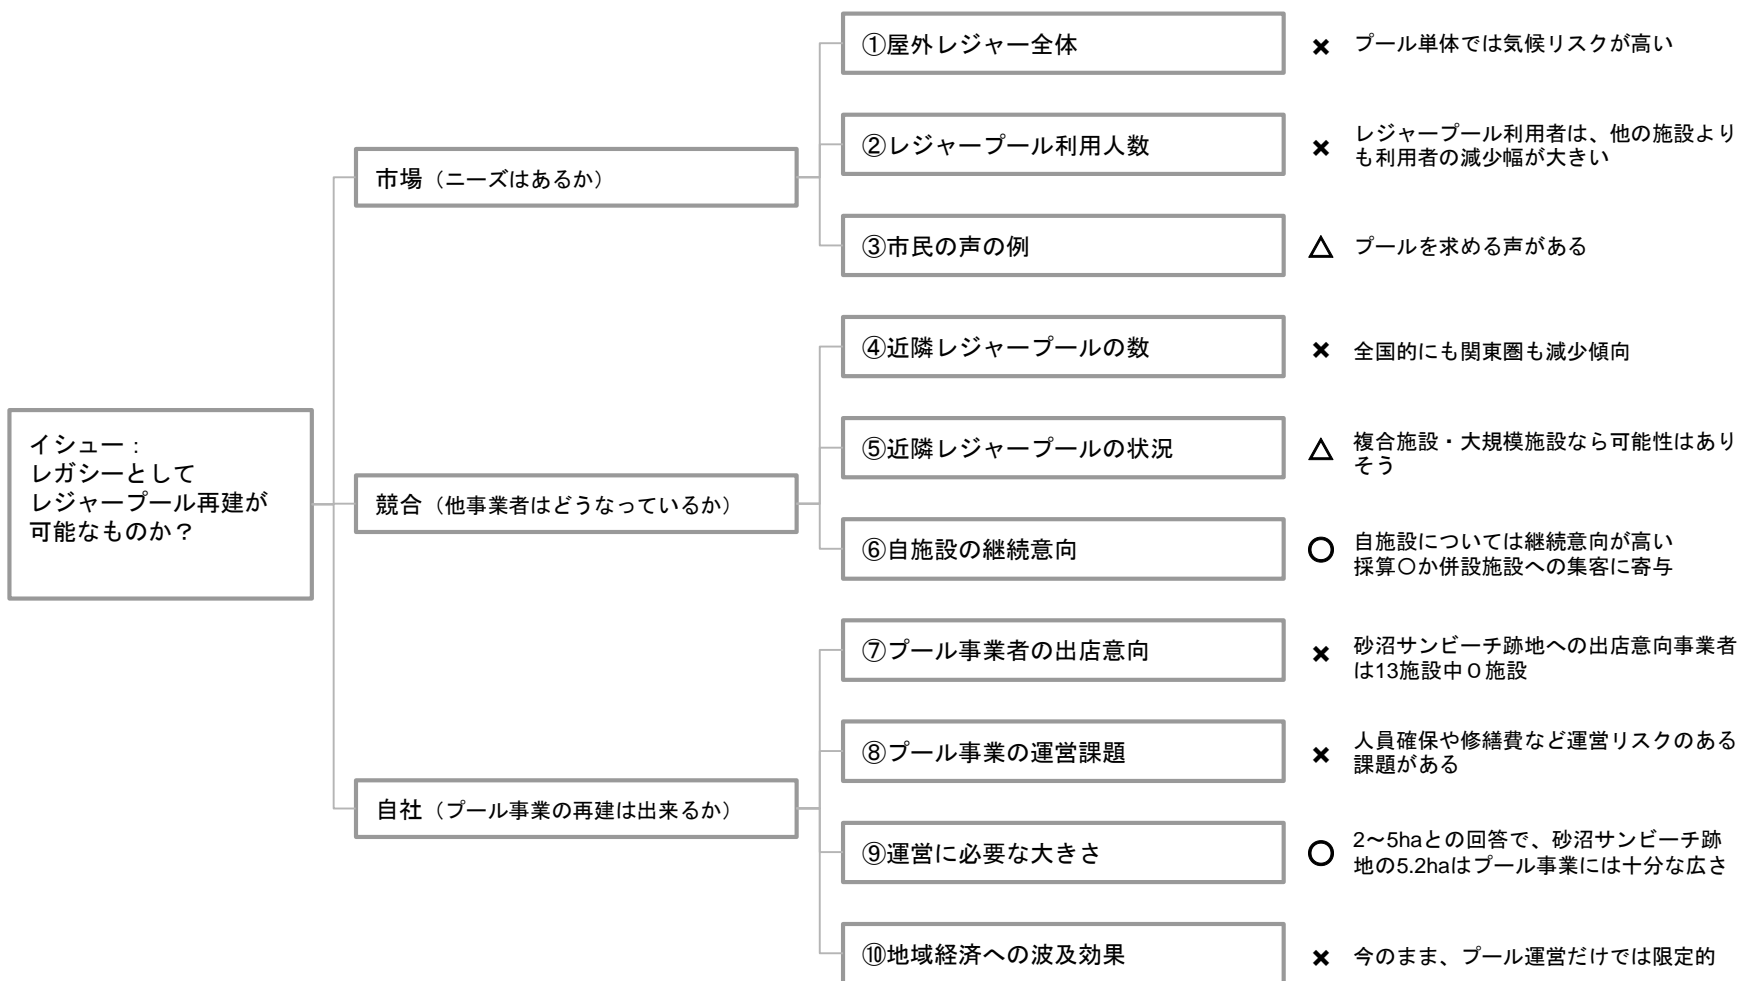 イシュー：
レガシーとして
レジャープール再建が
可能なものか？
市場（ニーズはあるか）
①屋外レジャー全体
× プール単体では気候リスクが高い
②レジャープール利用人数
× レジャープール利用者は、他の施設より
も利用者の減少幅が大きい
③市民の声の例
△ プールを求める声がある
競合（他事業者はどうなっているか）
④近隣レジャープールの数
× 全国的にも関東圏も減少傾向
⑤近隣レジャープールの状況
△ 複合施設・大規模施設なら可能性はあり
そう
⑥自施設の継続意向
○ 自施設については継続意向が高い
採算〇か併設施設への集客に寄与
自社（プール事業の再建は出来るか）
⑦プール事業者の出店意向
× 砂沼サンビーチ跡地への出店意向事業者
は13施設中０施設
⑧プール事業の運営課題
× 人員確保や修繕費など運営リスクのある
課題がある
⑨運営に必要な大きさ
○ 2～5haとの回答で、砂沼サンビーチ跡
地の5.2haはプール事業には十分な広さ
⑩地域経済への波及効果
× 今のまま、プール運営だけでは限定的